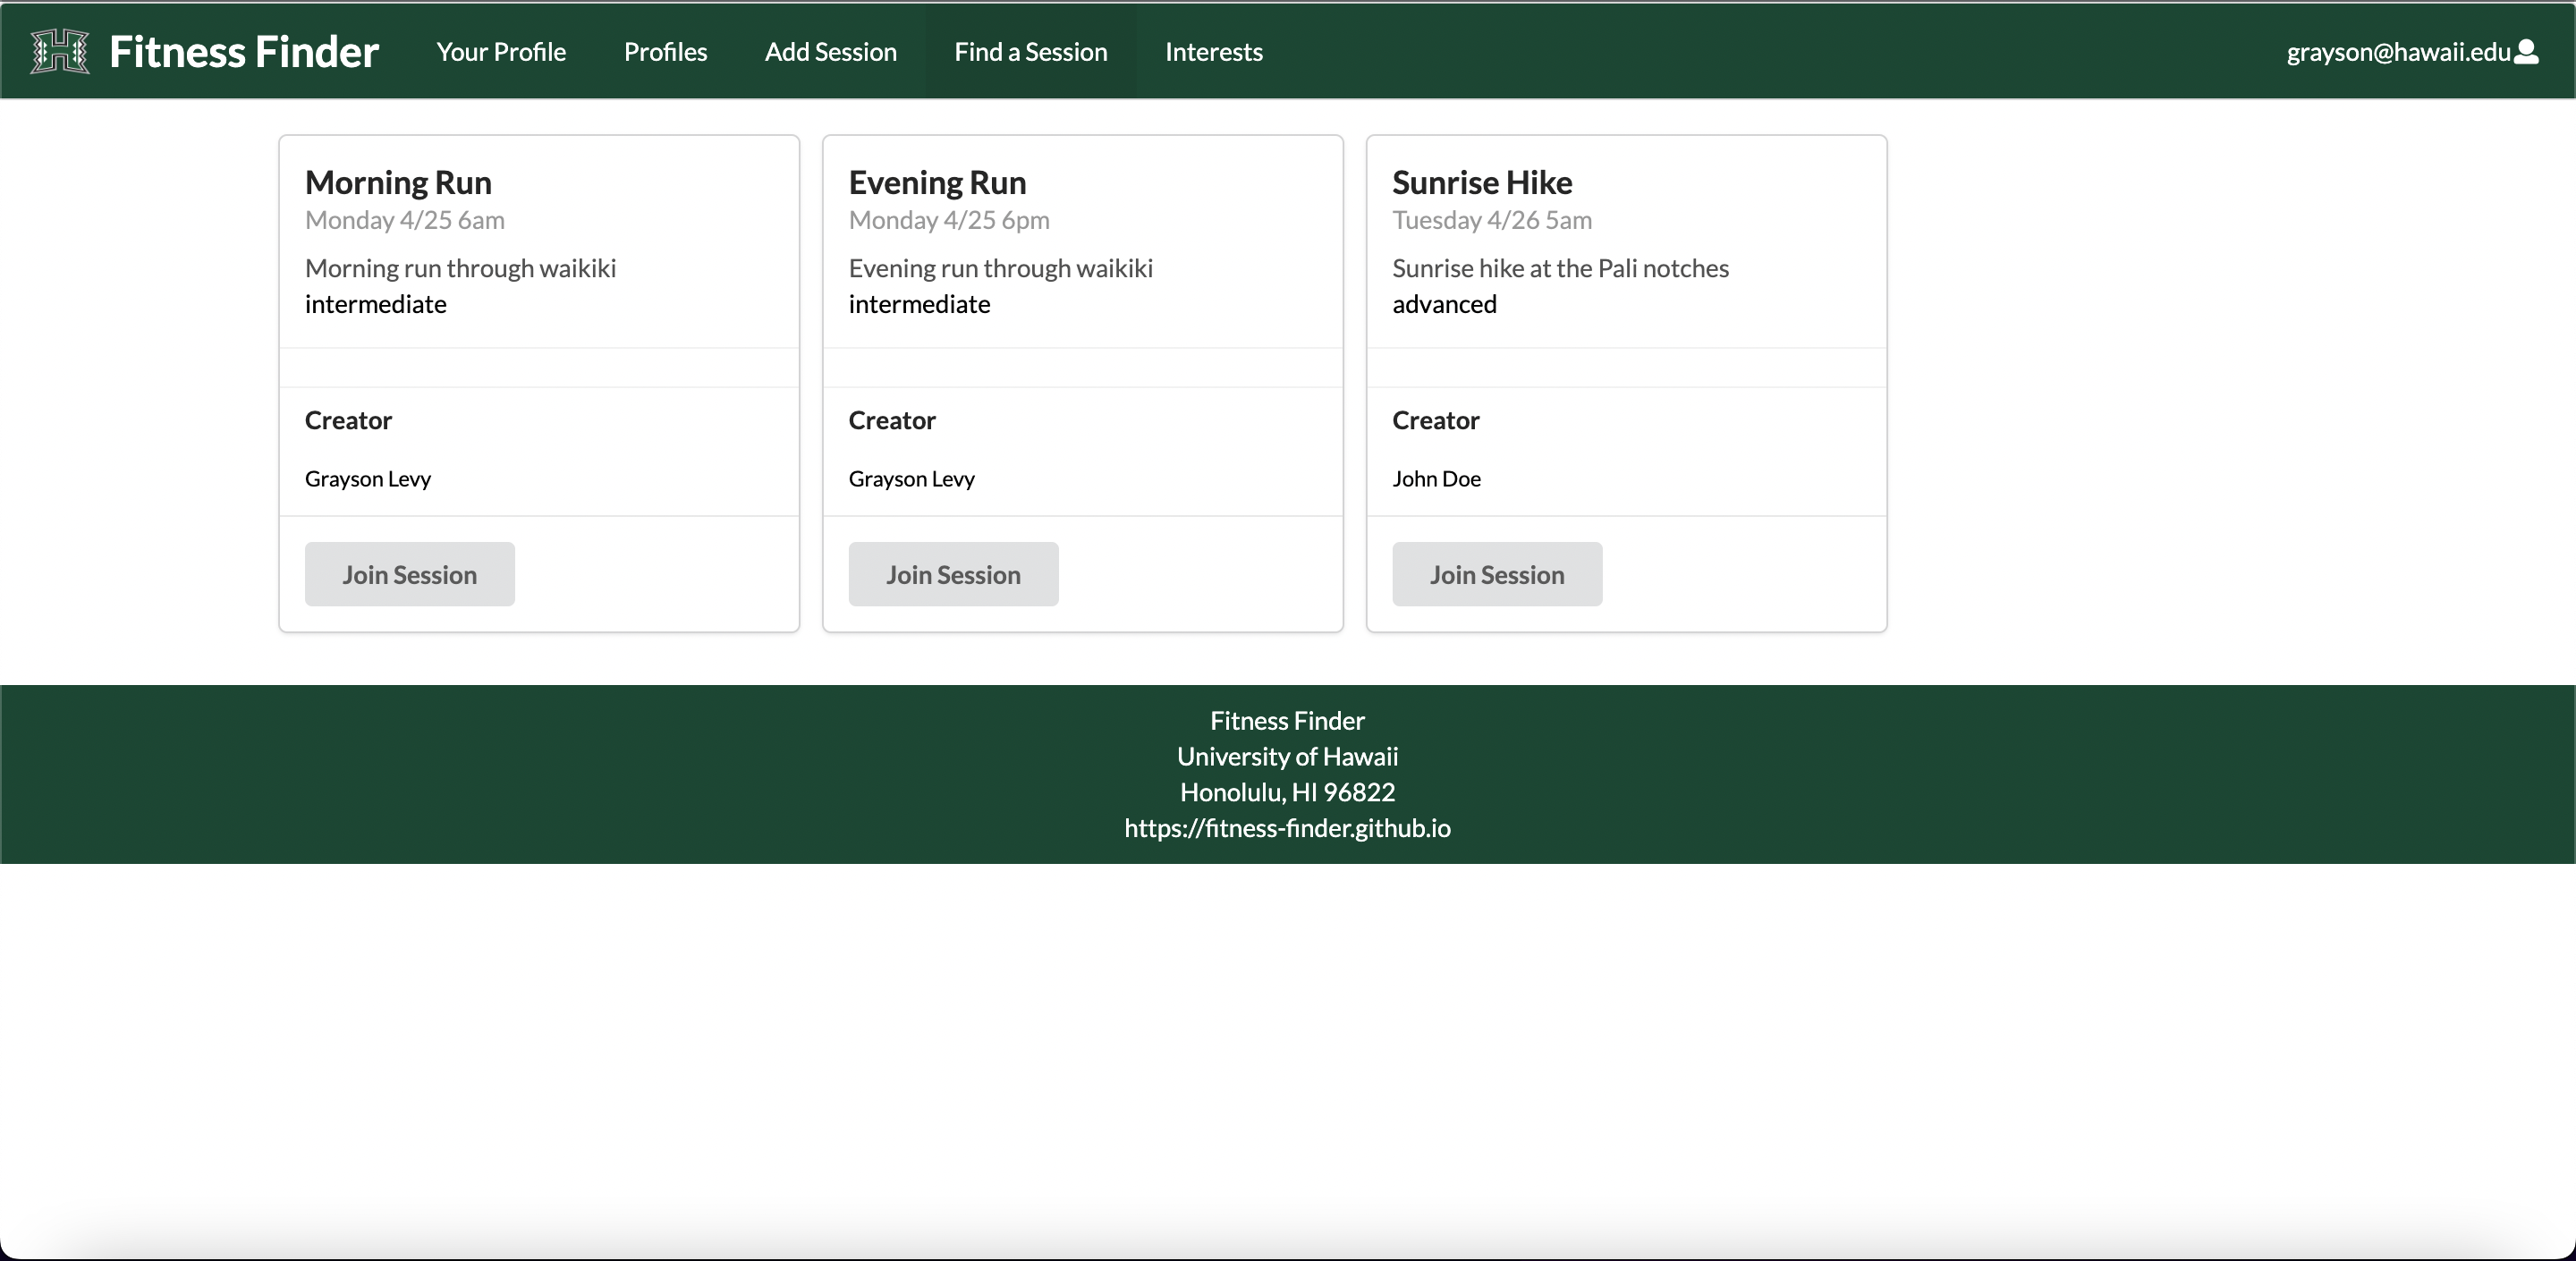 H Fitness Finder Your Profile Profiles Add Session Find a Session Interests grayson@hawaii.edu
Morning Run
Monday 4/25 6am
Morning run through waikiki
intermediate
Creator
Grayson Levy
Join Session
Evening Run
Monday 4/25 6pm
Evening run through waikiki
intermediate
Creator
Grayson Levy
Join Session
Sunrise Hike
Tuesday 4/26 5am
Sunrise hike at the Pali notches
advanced
Creator
John Doe
Join Session
Fitness Finder
University of Hawaii
Honolulu, HI 96822
https://fitness-finder.github.io